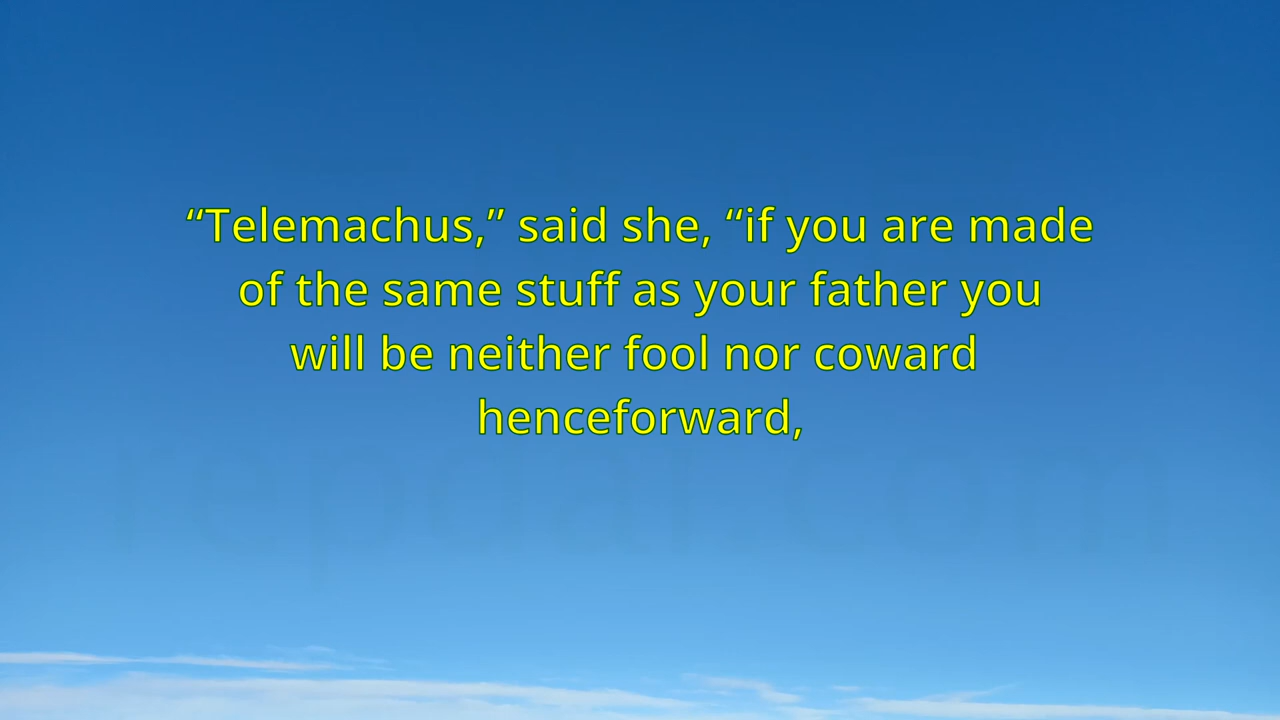 “Telemachus,” said she, “if you are made
of the same stuff as your father you
will be neither fool nor coward
henceforward,